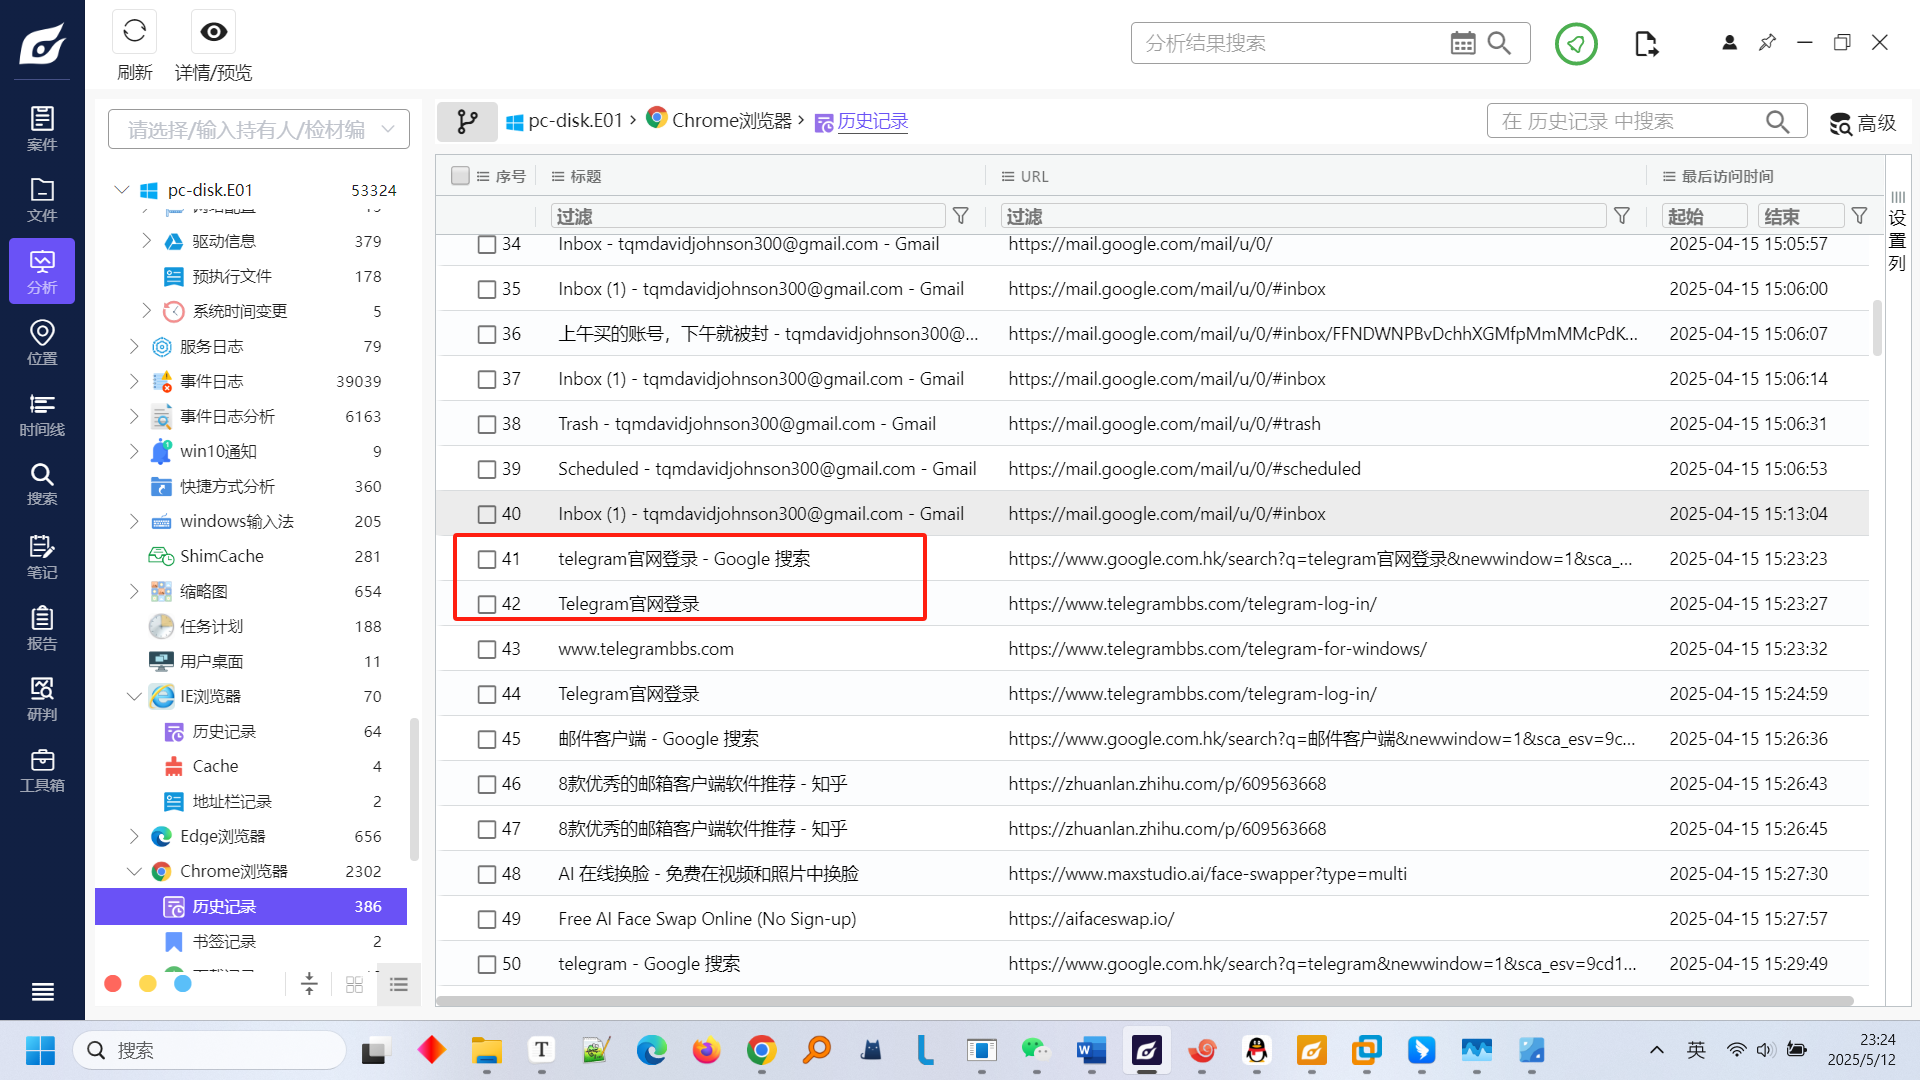 刷新
详情/预览
分析结果搜索
案件
文件
分析
位置
时间线
搜索
笔记
报告
研判
工具箱
请选择/输入持有人/检材编
pc-disk.E01 53324
驱动信息 379
预执行文件 178
系统时间变更 5
服务日志 79
事件日志 39039
事件日志分析 6163
win10通知 9
快捷方式分析 360
windows输入法 205
ShimCache 281
缩略图 654
任务计划 188
用户桌面 11
IE浏览器 70
历史记录 64
Cache 4
地址栏记录 2
Edge浏览器 656
Chrome浏览器 2302
历史记录 386
书签记录 2
pc-disk.E01 › Chrome浏览器 › 历史记录
在 历史记录 中搜索
高级
序号 标题 URL 最后访问时间
过滤 过滤 起始 结束
设置列
34 Inbox - tqmdavidjohnson300@gmail.com - Gmail https://mail.google.com/mail/u/0/ 2025-04-15 15:05:57
35 Inbox (1) - tqmdavidjohnson300@gmail.com - Gmail https://mail.google.com/mail/u/0/#inbox 2025-04-15 15:06:00
36 上午买的账号，下午就被封 - tqmdavidjohnson300@... https://mail.google.com/mail/u/0/#inbox/FFNDWNPBvDchhXGMfpMmMMcPdK... 2025-04-15 15:06:07
37 Inbox (1) - tqmdavidjohnson300@gmail.com - Gmail https://mail.google.com/mail/u/0/#inbox 2025-04-15 15:06:14
38 Trash - tqmdavidjohnson300@gmail.com - Gmail https://mail.google.com/mail/u/0/#trash 2025-04-15 15:06:31
39 Scheduled - tqmdavidjohnson300@gmail.com - Gmail https://mail.google.com/mail/u/0/#scheduled 2025-04-15 15:06:53
40 Inbox (1) - tqmdavidjohnson300@gmail.com - Gmail https://mail.google.com/mail/u/0/#inbox 2025-04-15 15:13:04
41 telegram官网登录 - Google 搜索 https://www.google.com.hk/search?q=telegram官网登录&newwindow=1&sca_... 2025-04-15 15:23:23
42 Telegram官网登录 https://www.telegrambbs.com/telegram-log-in/ 2025-04-15 15:23:27
43 www.telegrambbs.com https://www.telegrambbs.com/telegram-for-windows/ 2025-04-15 15:23:32
44 Telegram官网登录 https://www.telegrambbs.com/telegram-log-in/ 2025-04-15 15:24:59
45 邮件客户端 - Google 搜索 https://www.google.com.hk/search?q=邮件客户端&newwindow=1&sca_esv=9c... 2025-04-15 15:26:36
46 8款优秀的邮箱客户端软件推荐 - 知乎 https://zhuanlan.zhihu.com/p/609563668 2025-04-15 15:26:43
47 8款优秀的邮箱客户端软件推荐 - 知乎 https://zhuanlan.zhihu.com/p/609563668 2025-04-15 15:26:45
48 AI 在线换脸 - 免费在视频和照片中换脸 https://www.maxstudio.ai/face-swapper?type=multi 2025-04-15 15:27:30
49 Free AI Face Swap Online (No Sign-up) https://aifaceswap.io/ 2025-04-15 15:27:57
50 telegram - Google 搜索 https://www.google.com.hk/search?q=telegram&newwindow=1&sca_esv=9cd1... 2025-04-15 15:29:49
搜索
英
23:24
2025/5/12